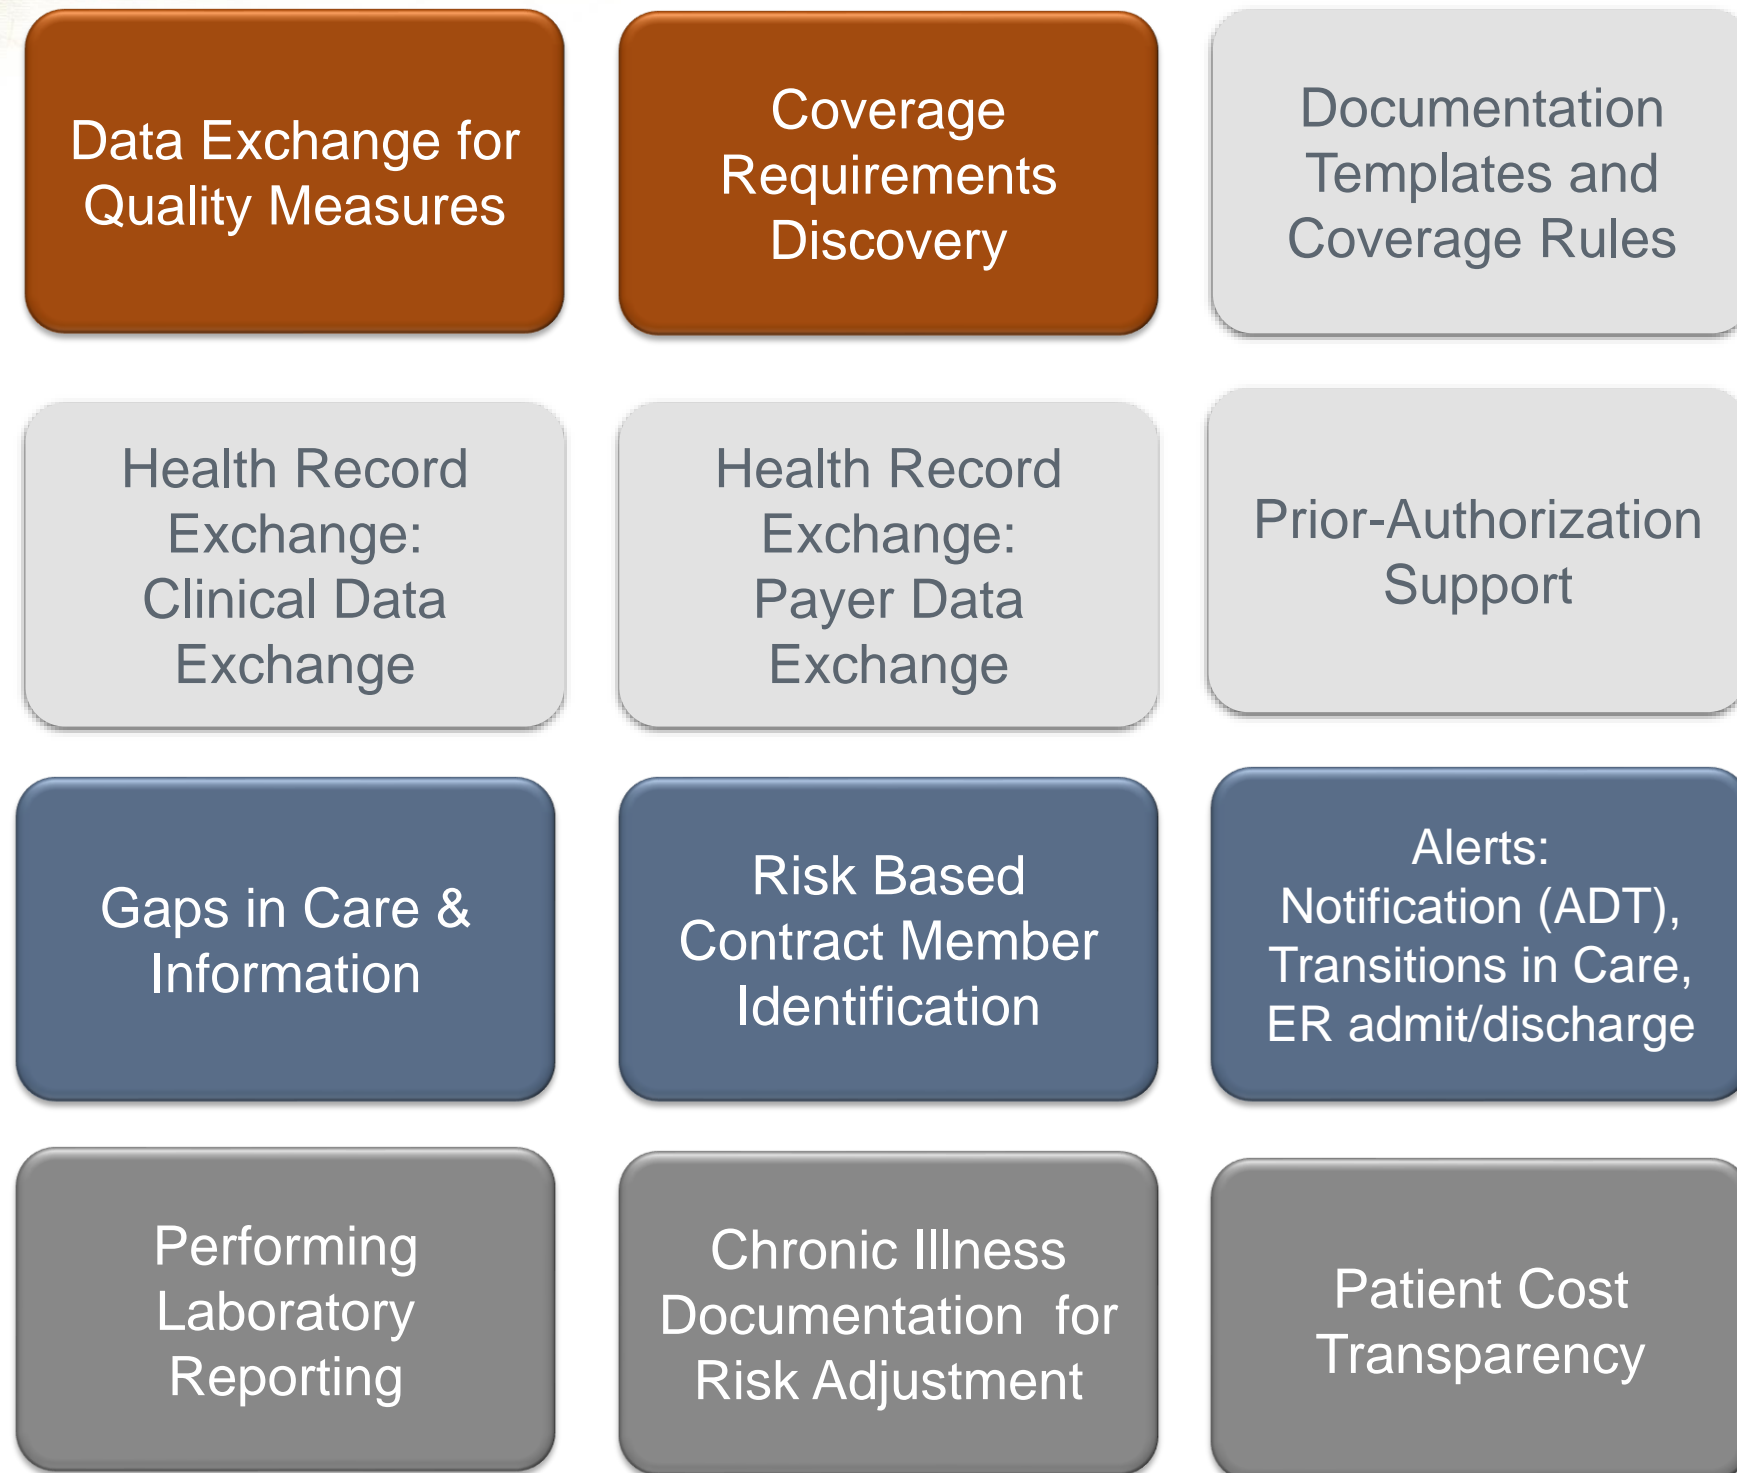 Data Exchange for
Quality Measures
Coverage
Requirements
Discovery
Documentation
Templates and
Coverage Rules
Health Record
Exchange:
Clinical Data
Exchange
Health Record
Exchange:
Payer Data
Exchange
Prior-Authorization
Support
Gaps in Care &
Information
Risk Based
Contract Member
Identification
Alerts:
Notification (ADT),
Transitions in Care,
ER admit/discharge
Performing
Laboratory
Reporting
Chronic Illness
Documentation  for
Risk Adjustment
Patient Cost
Transparency